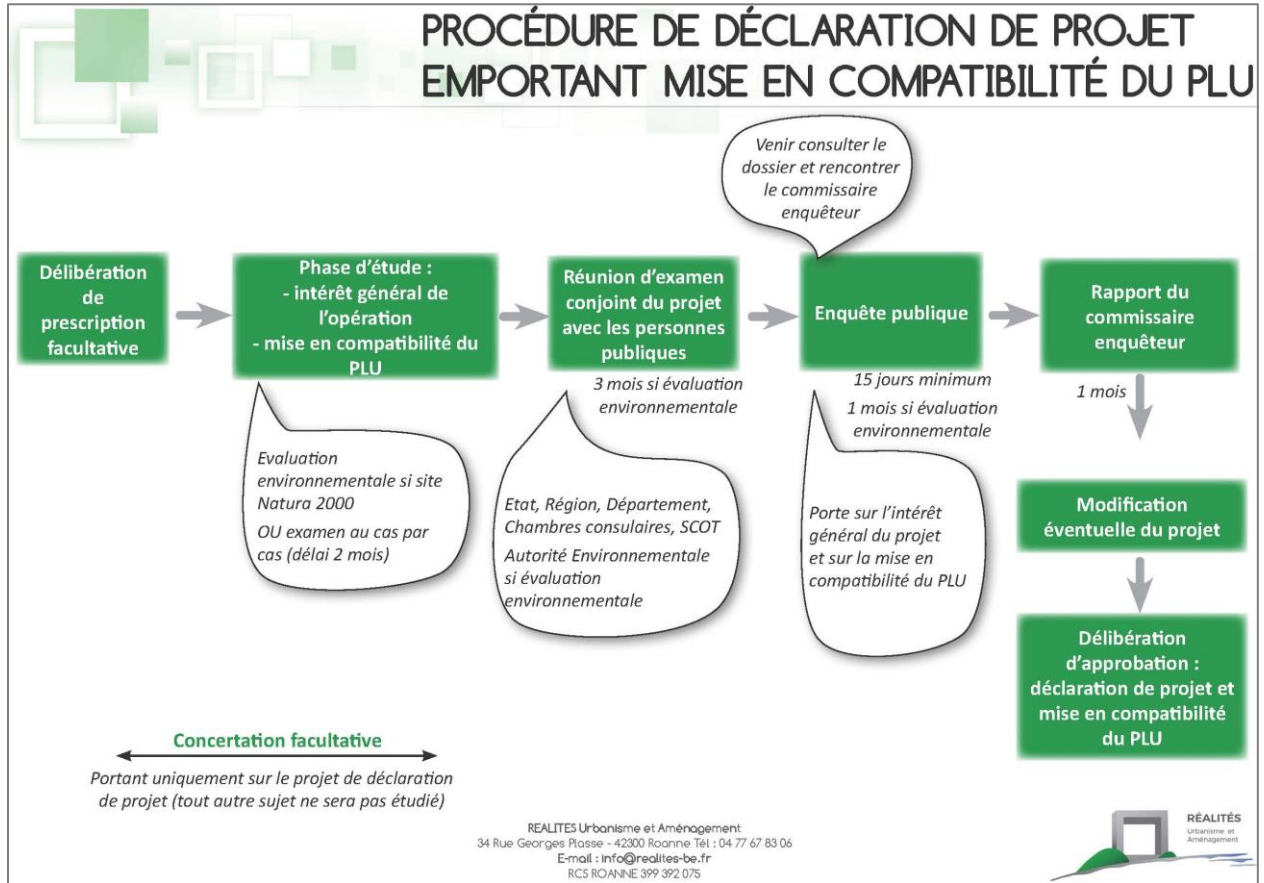 PROCÉDURE DE DÉCLARATION DE PROJET
EMPORTANT MISE EN COMPATIBILITÉ DU PLU
Venir consulter le
dossier et rencontrer
le commissaire
enquêteur
Délibération
de
prescription
facultative
Phase d'étude :
- intérêt général de
l'opération
- mise en compatibilité du
PLU
Réunion d'examen
conjoint du projet
avec les personnes
publiques
Enquête publique
Rapport du
commissaire
enquêteur
3 mois si évaluation
environnementale
15 jours minimum
1 mois si évaluation
environnementale
1 mois
Evaluation
environnementale si site
Natura 2000
OU examen au cas par
cas (délai 2 mois)
Etat, Région, Département,
Chambres consulaires, SCOT
Autorité Environnementale
si évaluation
environnementale
Porte sur l'intérêt
général du projet
et sur la mise en
compatibilité du PLU
Modification
éventuelle du projet
Délibération
d'approbation :
déclaration de projet et
mise en compatibilité
du PLU
Concertation facultative
Portant uniquement sur le projet de déclaration
de projet (tout autre sujet ne sera pas étudié)
REALITES Urbanisme et Aménagement
34 Rue Georges Plasse - 42300 Roanne Tél : 04 77 67 83 06
E-mail : info@realites-be.fr
RCS ROANNE 399 392 075
RÉALITÉS
Urbanisme et
Aménagement